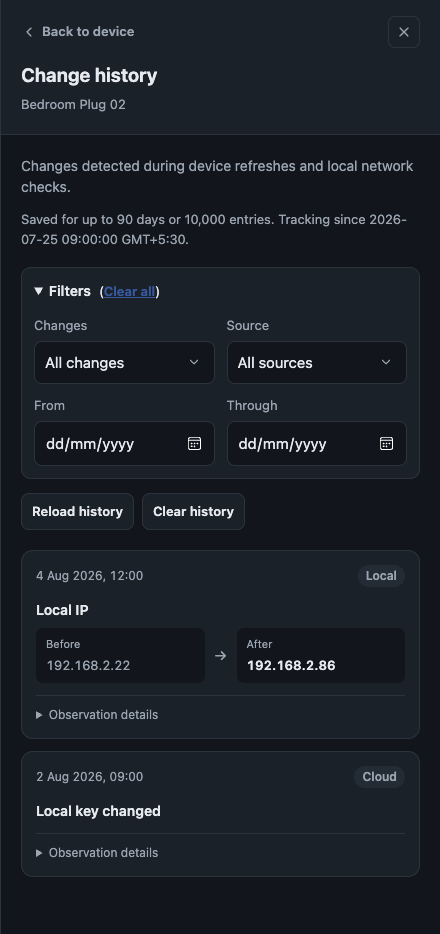 Back to device
Change history
Bedroom Plug 02
Changes detected during device refreshes and local network
checks.
Saved for up to 90 days or 10,000 entries. Tracking since 2026-
07-25 09:00:00 GMT+5:30.
Filters (Clear all)
Changes
Source
All changes
All sources
From
Through
dd/mm/yyyy
dd/mm/yyyy
Reload history
Clear history
4 Aug 2026, 12:00
Local
Local IP
Before
192.168.2.22
After
192.168.2.86
Observation details
2 Aug 2026, 09:00
Cloud
Local key changed
Observation details